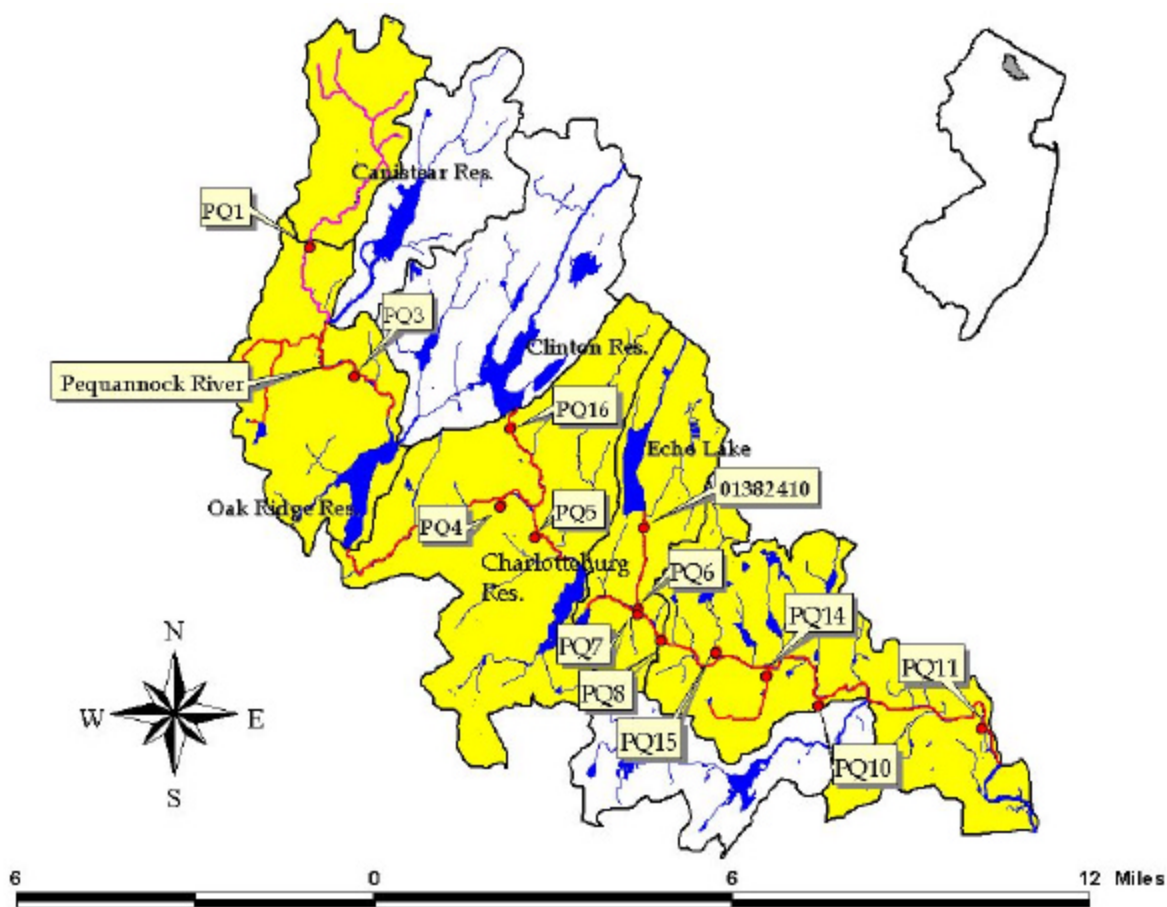 Canistear Res.
PQ1
PQ3
Clinton Res.
Pequannock River
PQ16
Echo Lake
01382410
Oak Ridge Res.
PQ4
PQ5
Charlotteburg
Res.
PQ6
PQ14
PQ7
PQ11
PQ8
PQ15
PQ10
N
W
E
S
6
0
6
12 Miles